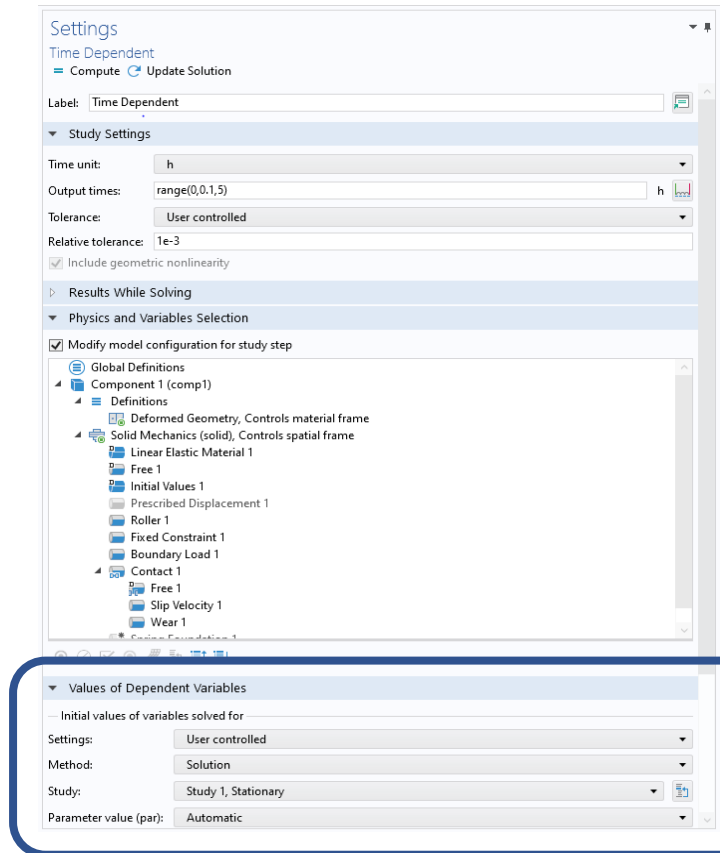 Settings
Time Dependent
= Compute Update Solution
Label: Time Dependent
Study Settings
Time unit: h
Output times: range(0,0.1,5) h
Tolerance: User controlled
Relative tolerance: 1e-3
Include geometric nonlinearity
Results While Solving
Physics and Variables Selection
Modify model configuration for study step
Global Definitions
Component 1 (comp1)
Definitions
Deformed Geometry, Controls material frame
Solid Mechanics (solid), Controls spatial frame
Linear Elastic Material 1
Free 1
Initial Values 1
Prescribed Displacement 1
Roller 1
Fixed Constraint 1
Boundary Load 1
Contact 1
Free 1
Slip Velocity 1
Wear 1
Spring Foundation 1
Values of Dependent Variables
Initial values of variables solved for
Settings: User controlled
Method: Solution
Study: Study 1, Stationary
Parameter value (par): Automatic